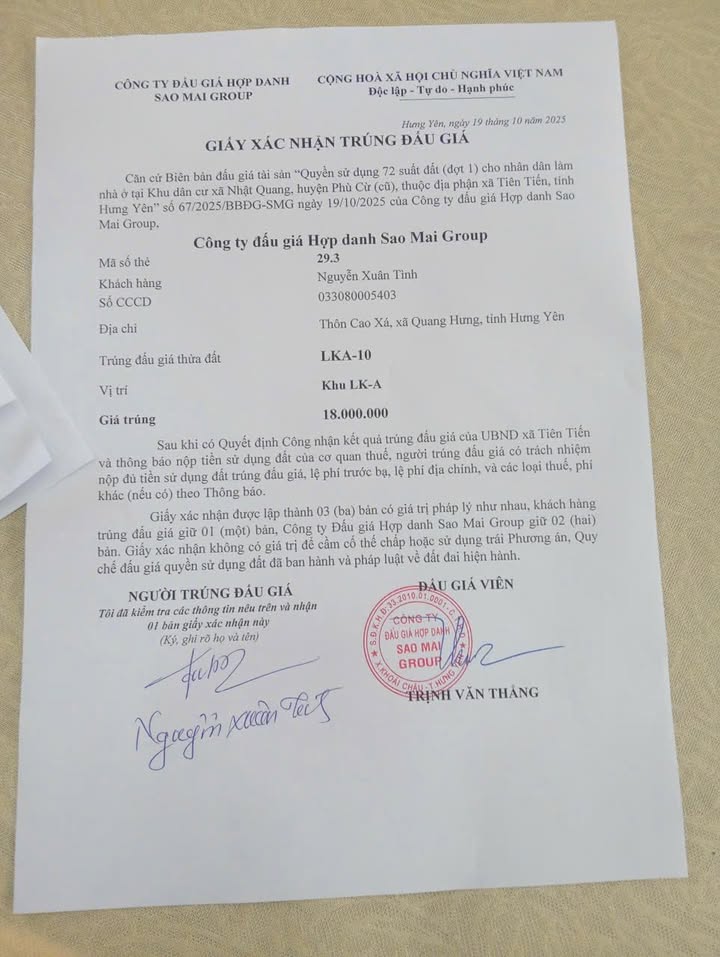 CÔNG TY ĐẤU GIÁ HỢP DANH
SAO MAI GROUP
CỘNG HOÀ XÃ HỘI CHỦ NGHĨA VIỆT NAM
Độc lập - Tự do - Hạnh phúc
Hưng Yên, ngày 19 tháng 10 năm 2025
GIẤY XÁC NHẬN TRÚNG ĐẤU GIÁ
Căn cứ Biên bản đấu giá tài sản “Quyền sử dụng 72 suất đất (đợt 1) cho nhân dân làm
nhà ở tại Khu dân cư xã Nhật Quang, huyện Phù Cừ (cũ), thuộc địa phận xã Tiên Tiến, tỉnh
Hưng Yên” số 67/2025/BBĐG-SMG ngày 19/10/2025 của Công ty đấu giá Hợp danh Sao
Mai Group,
Công ty đấu giá Hợp danh Sao Mai Group
Mã số thẻ 29.3
Khách hàng Nguyễn Xuân Tình
Số CCCD 033080005403
Địa chỉ Thôn Cao Xá, xã Quang Hưng, tỉnh Hưng Yên
Trúng đấu giá thửa đất LKA-10
Vị trí Khu LK-A
Giá trúng 18.000.000
Sau khi có Quyết định Công nhận kết quả trúng đấu giá của UBND xã Tiên Tiến
và thông báo nộp tiền sử dụng đất của cơ quan thuế, người trúng đấu giá có trách nhiệm
nộp đủ tiền sử dụng đất trúng đấu giá, lệ phí trước bạ, lệ phí địa chính, và các loại thuế, phí
khác (nếu có) theo Thông báo.
Giấy xác nhận được lập thành 03 (ba) bản có giá trị pháp lý như nhau, khách hàng
trúng đấu giá giữ 01 (một) bản, Công ty Đấu giá Hợp danh Sao Mai Group giữ 02 (hai)
bản. Giấy xác nhận không có giá trị để cầm cố thế chấp hoặc sử dụng trái Phương án, Quy
chế đấu giá quyền sử dụng đất đã ban hành và pháp luật về đất đai hiện hành.
NGƯỜI TRÚNG ĐẤU GIÁ
Tôi đã kiểm tra các thông tin nêu trên và nhận
01 bản giấy xác nhận này
(Ký, ghi rõ họ và tên)
Nguyễn Xuân
ĐẤU GIÁ VIÊN
CÔNG TY
ĐẤU GIÁ HỢP DANH
SAO MAI
GROUP
X.KHOÁI CHÂU - T.HƯNG YÊN
TRỊNH VĂN THẮNG